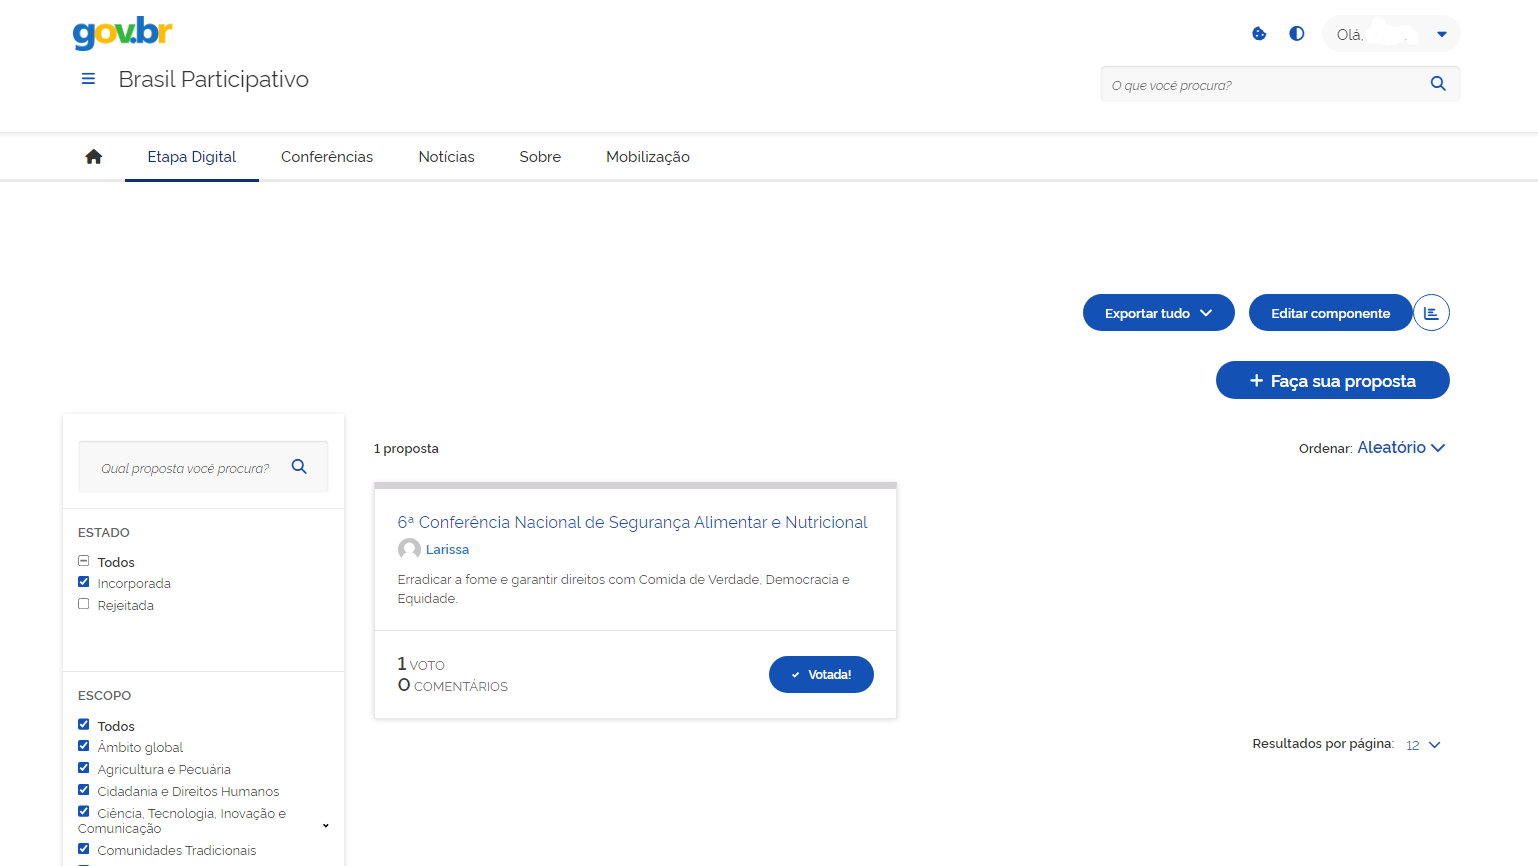 gov.br
Olá,
Brasil Participativo
O que você procura?
Etapa Digital
Conferências
Notícias
Sobre
Mobilização
Exportar tudo
Editar componente
+ Faça sua proposta
Qual proposta você procura?
ESTADO
Todos
Incorporada
Rejeitada
ESCOPO
Todos
Âmbito global
Agricultura e Pecuária
Cidadania e Direitos Humanos
Ciência, Tecnologia, Inovação e
Comunicação
Comunidades Tradicionais
1 proposta
Ordenar: Aleatório
6ª Conferência Nacional de Segurança Alimentar e Nutricional
Larissa
Erradicar a fome e garantir direitos com Comida de Verdade, Democracia e
Equidade.
1 VOTO
0 COMENTÁRIOS
Votada!
Resultados por página: 12